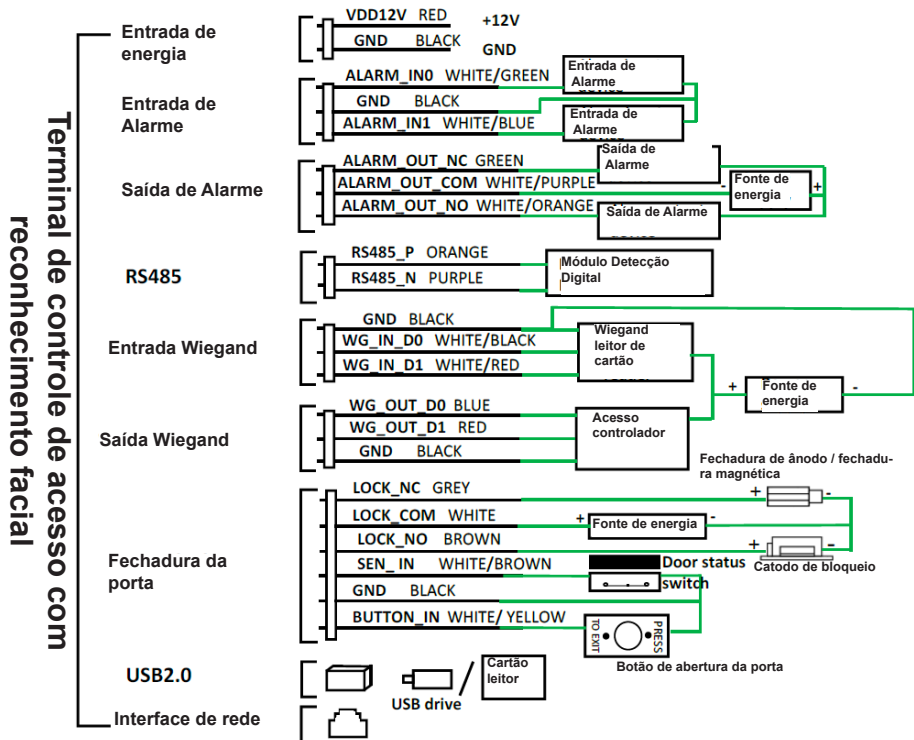 Terminal de controle de acesso com
reconhecimento facial
Entrada de
energia
VDD12V RED +12V
GND BLACK GND
Entrada de
Alarme
ALARM_IN0 WHITE/GREEN
GND BLACK
ALARM_IN1 WHITE/BLUE
Entrada de
Alarme
Entrada de
Alarme
Saída de Alarme
ALARM_OUT_NC GREEN
ALARM_OUT_COM WHITE/PURPLE
ALARM_OUT_NO WHITE/ORANGE
Saída de
Alarme
- Fonte de +
energia
Saída de Alarme
RS485
RS485_P ORANGE
RS485_N PURPLE
Módulo Detecção
Digital
Entrada Wiegand
GND BLACK
WG_IN_D0 WHITE/BLACK
WG_IN_D1 WHITE/RED
Wiegand
leitor de
cartão
+ Fonte de -
energia
Saída Wiegand
WG_OUT_D0 BLUE
WG_OUT_D1 RED
GND BLACK
Acesso
controlador
Fechadura da
porta
LOCK_NC GREY
LOCK_COM WHITE
LOCK_NO BROWN
SEN_IN WHITE/BROWN
GND BLACK
BUTTON_IN WHITE/ YELLOW
Fechadura de ânodo / fechadu-
ra magnética
+ -
+ Fonte de energia -
+ -
Catodo de bloqueio
Door status
switch
TO EXIT
PRESS
Botão de abertura da porta
USB2.0
USB drive
/
Cartão
leitor
Interface de rede